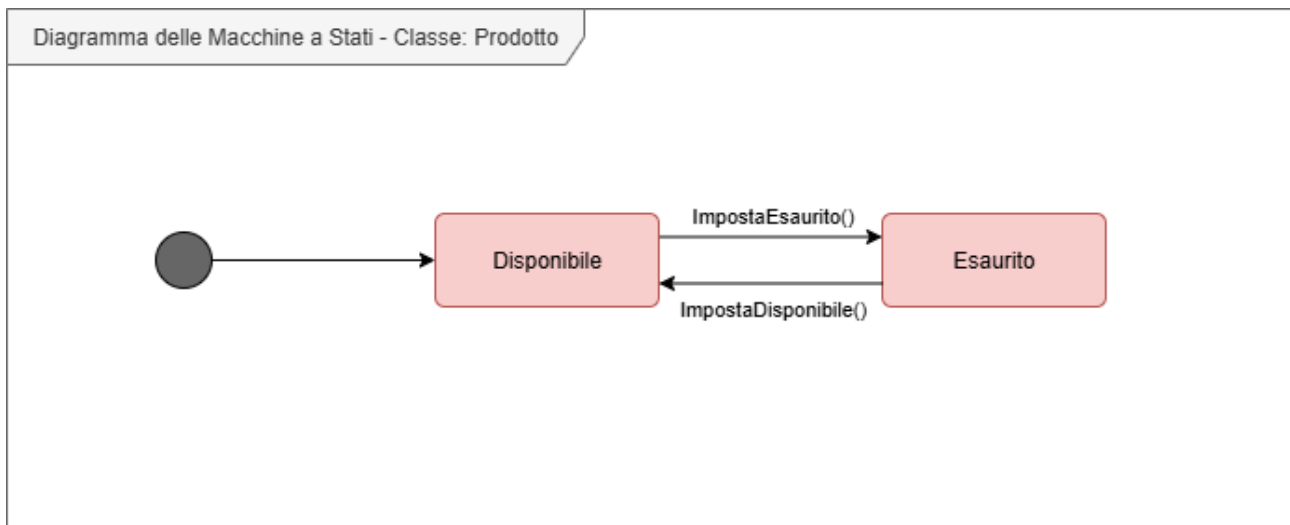 Diagramma delle Macchine a Stati - Classe: Prodotto
ImpostaEsaurito()
Disponibile
Esaurito
ImpostaDisponibile()